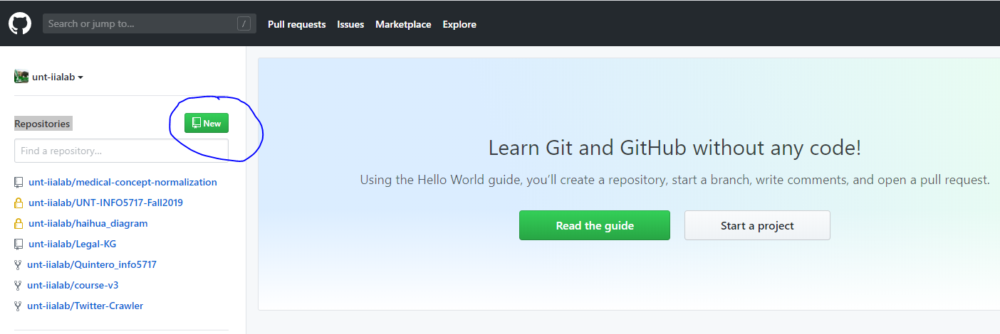 Search or jump to... /
Pull requests Issues Marketplace Explore
unt-iialab
Repositories
New
Find a repository...
unt-iialab/medical-concept-normalization
unt-iialab/UNT-INFO5717-Fall2019
unt-iialab/haihua_diagram
unt-iialab/Legal-KG
unt-iialab/Quintero_info5717
unt-iialab/course-v3
unt-iialab/Twitter-Crawler
Learn Git and GitHub without any code!
Using the Hello World guide, you’ll create a repository, start a branch, write comments, and open a pull request.
Read the guide
Start a project